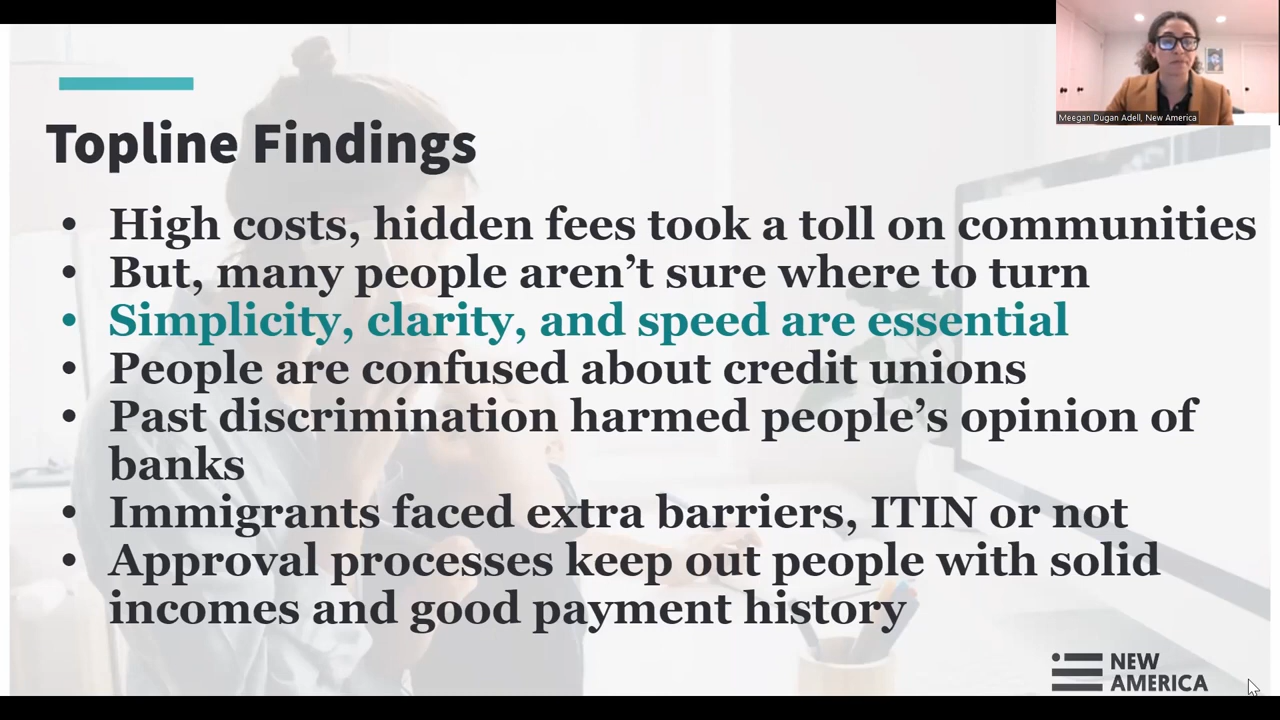 Meegan Dugan Adell, New America
Topline Findings
• High costs, hidden fees took a toll on communities
• But, many people aren’t sure where to turn
• Simplicity, clarity, and speed are essential
• People are confused about credit unions
• Past discrimination harmed people’s opinion of
banks
• Immigrants faced extra barriers, ITIN or not
• Approval processes keep out people with solid
incomes and good payment history
NEW
AMERICA